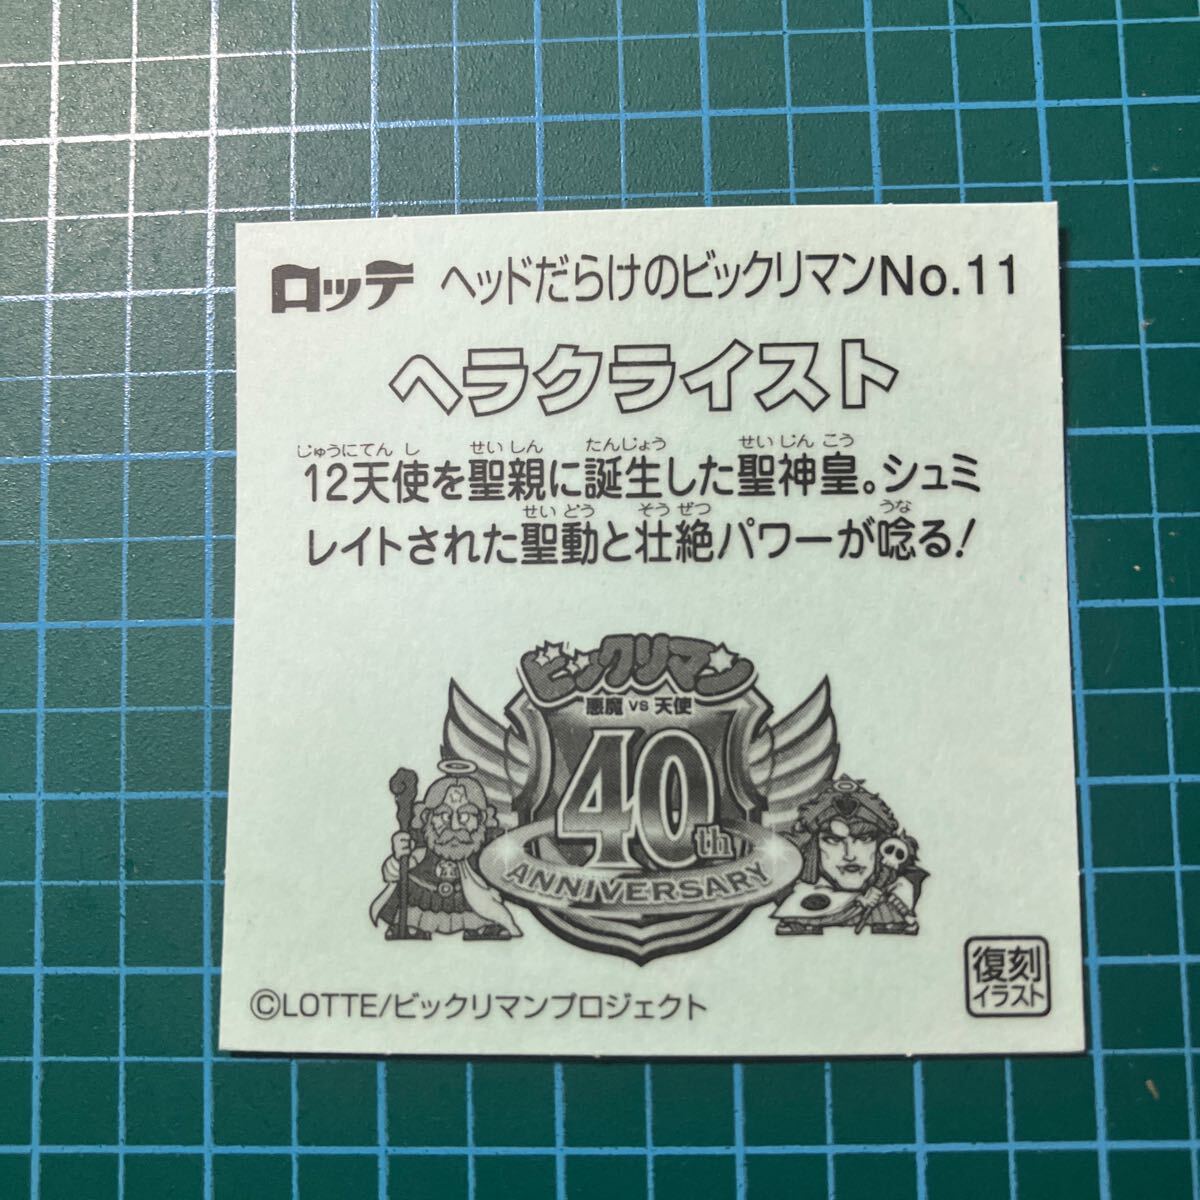 ロッテ ヘッドだらけのビックリマンNo.11
ヘラクライスト
じゅうにてんし せいしん たんじょう せいじんこう
12天使を聖親に誕生した聖神皇。シュミ
せいどう そうぜつ うな
レイトされた聖動と壮絶パワーが唸る!
ビックリマン
悪魔 VS 天使
40th
ANNIVERSARY
復刻
イラスト
©LOTTE/ビックリマンプロジェクト